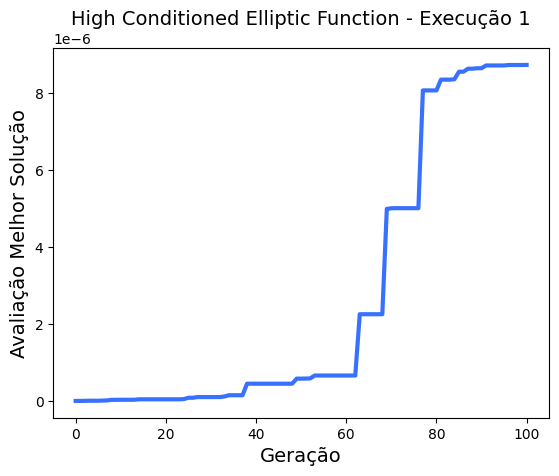 High Conditioned Elliptic Function - Execução 1
1e−6
8
6
4
2
0
Avaliação Melhor Solução
0 20 40 60 80 100
Geração